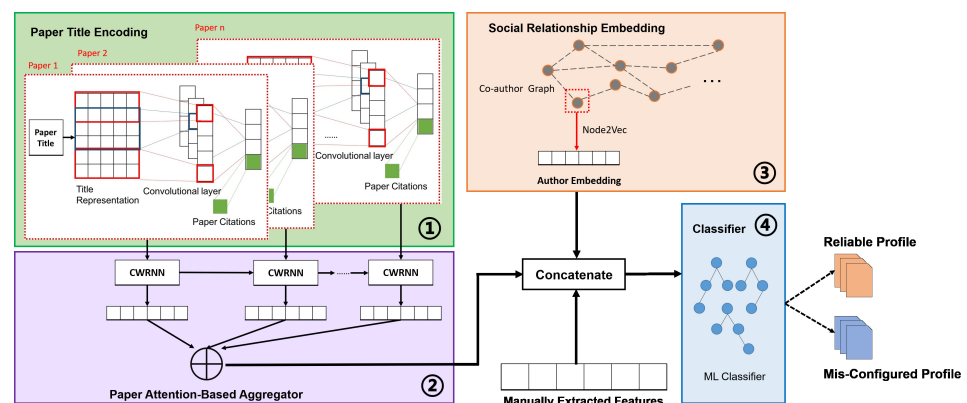 Paper Title Encoding
Paper n
Paper 2
Paper 1
Paper
Title
Title
Representation
Convolutional layer
Paper Citations
Citations
......
Convolutional layer
Paper Citations
①
CWRNN
CWRNN
......
CWRNN
Paper Attention-Based Aggregator
②
Social Relationship Embedding
Co-author Graph
...
Node2Vec
Author Embedding
③
Concatenate
Manually Extracted Features
Classifier
④
ML Classifier
Reliable Profile
Mis-Configured Profile